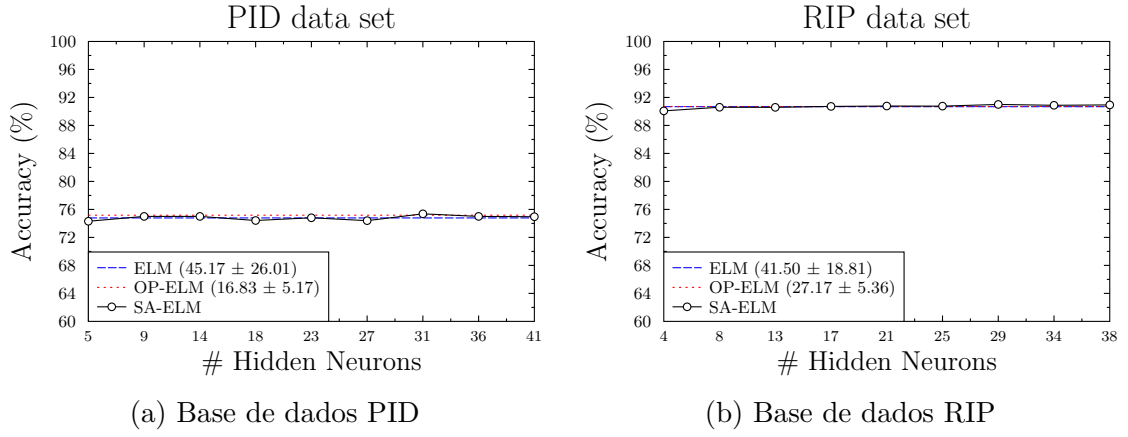 PID data set
Accuracy (%)
100
96
92
88
84
80
76
72
68
64
60
ELM (45.17 ± 26.01)
OP-ELM (16.83 ± 5.17)
SA-ELM
5 9 14 18 23 27 31 36 41
# Hidden Neurons
(a) Base de dados PID
RIP data set
Accuracy (%)
100
96
92
88
84
80
76
72
68
64
60
ELM (41.50 ± 18.81)
OP-ELM (27.17 ± 5.36)
SA-ELM
4 8 13 17 21 25 29 34 38
# Hidden Neurons
(b) Base de dados RIP